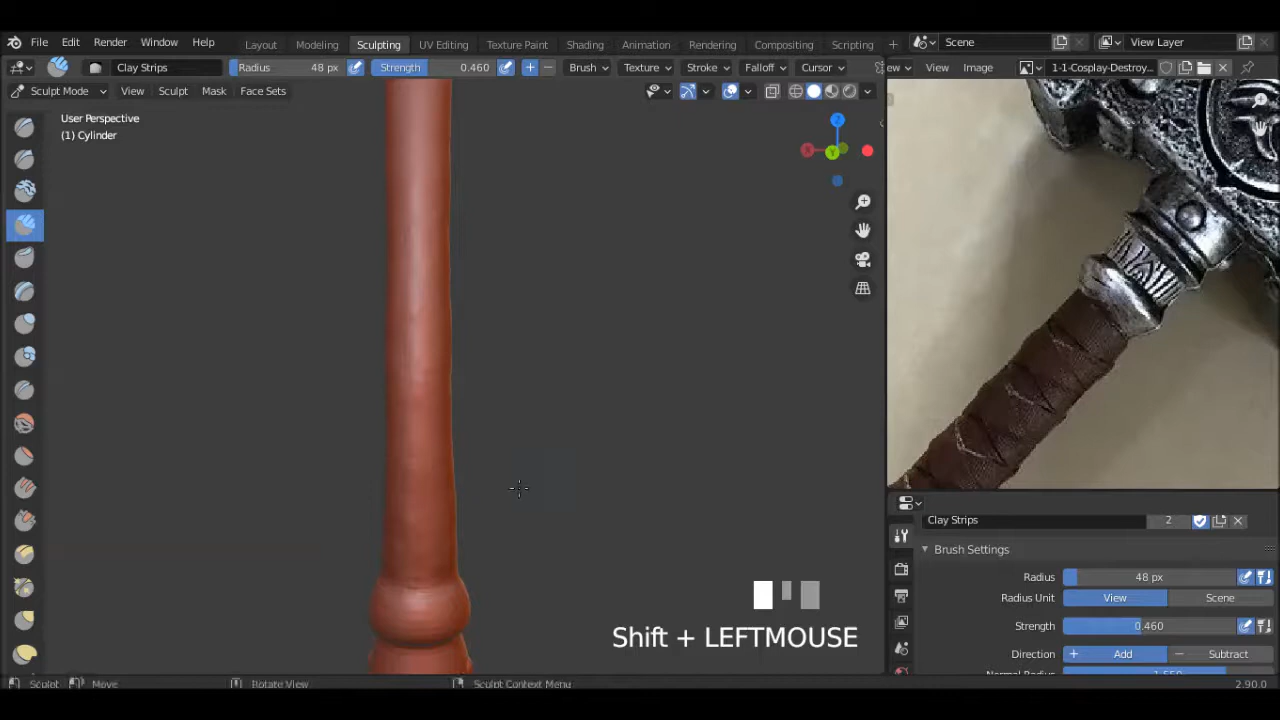 File Edit Render Window Help Layout Modeling Sculpting UV Editing Texture Paint Shading Animation Rendering Compositing Scripting Scene View Layer
Clay Strips Radius 48 px Strength 0.460 Brush Texture Stroke Falloff Cursor View Image 1-1-Cosplay-Destroy...
Sculpt Mode View Sculpt Mask Face Sets
User Perspective
(1) Cylinder
Z
X
Y
Clay Strips 2
Brush Settings
Radius 48 px
Radius Unit View Scene
Strength 0.460
Shift + LEFTMOUSE
Direction Add Subtract
Sculpt Move Rotate View Sculpt Context Menu 2.90.0